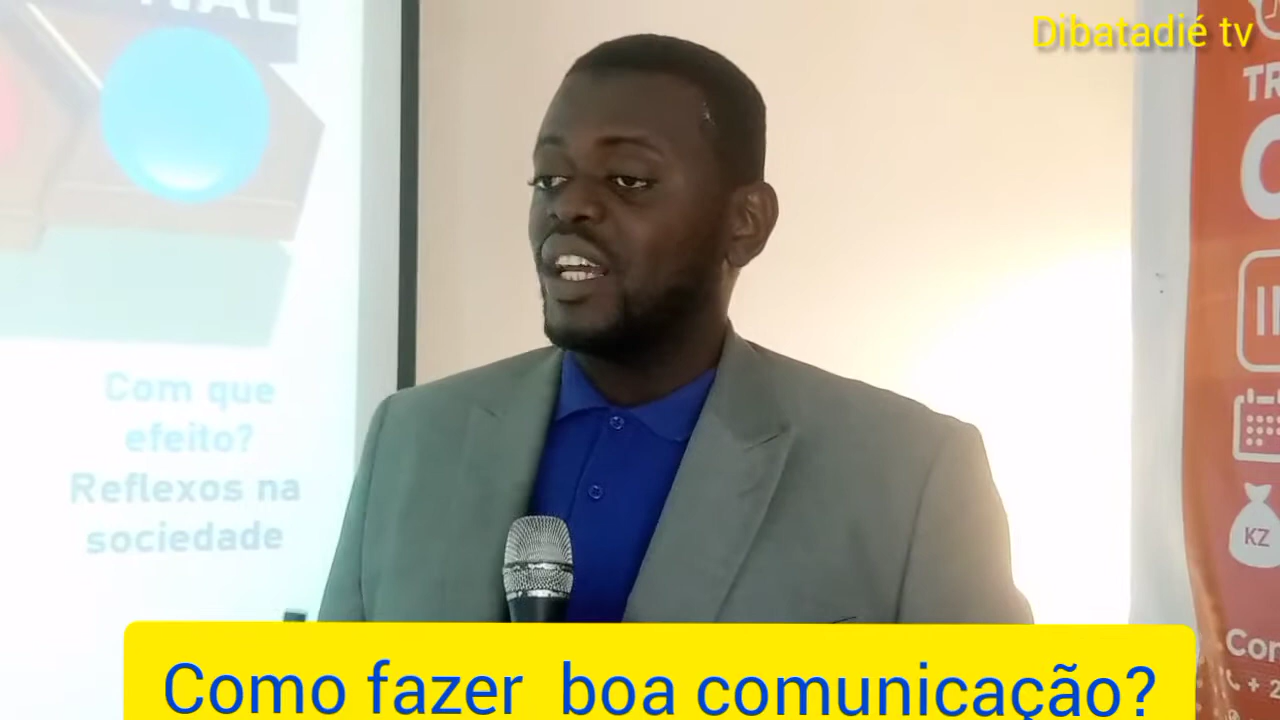 Dibatadié tv
Com que
efeito?
Reflexos na
sociedade
KZ
Como fazer boa comunicação?